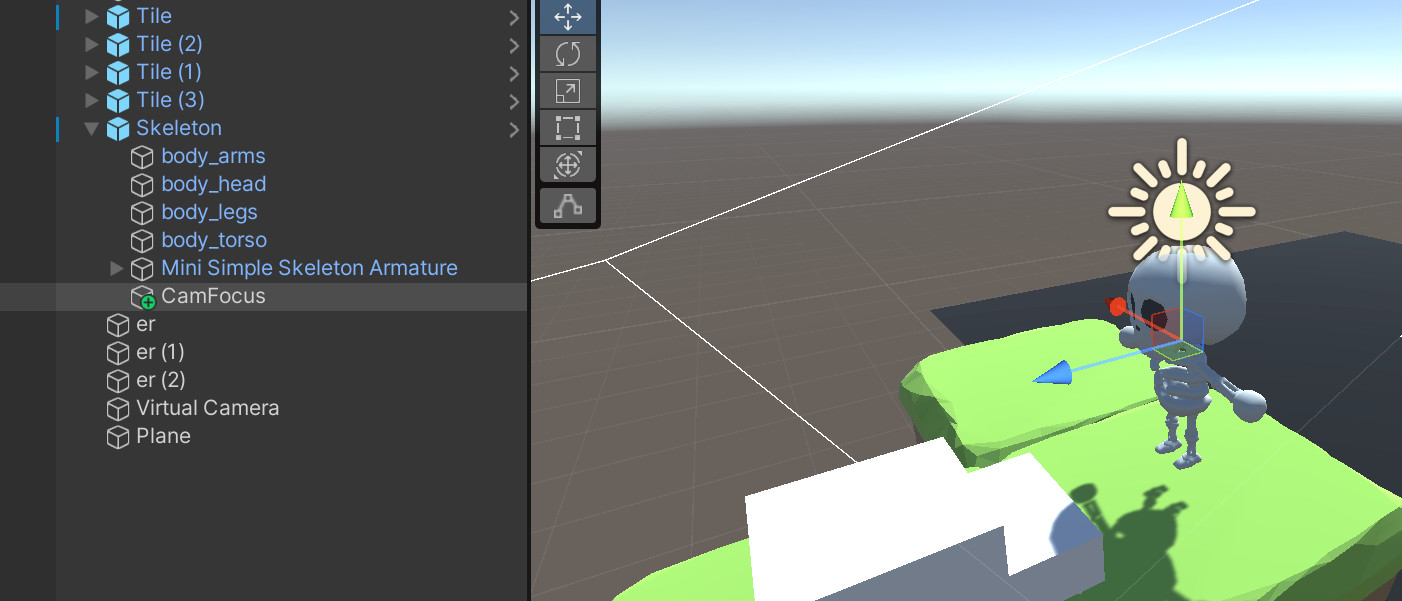 Tile
Tile (2)
Tile (1)
Tile (3)
Skeleton
body_arms
body_head
body_legs
body_torso
Mini Simple Skeleton Armature
CamFocus
er
er (1)
er (2)
Virtual Camera
Plane